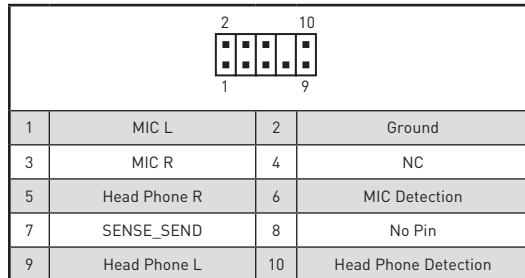 2 10
1 9
1 MIC L 2 Ground
3 MIC R 4 NC
5 Head Phone R 6 MIC Detection
7 SENSE_SEND 8 No Pin
9 Head Phone L 10 Head Phone Detection